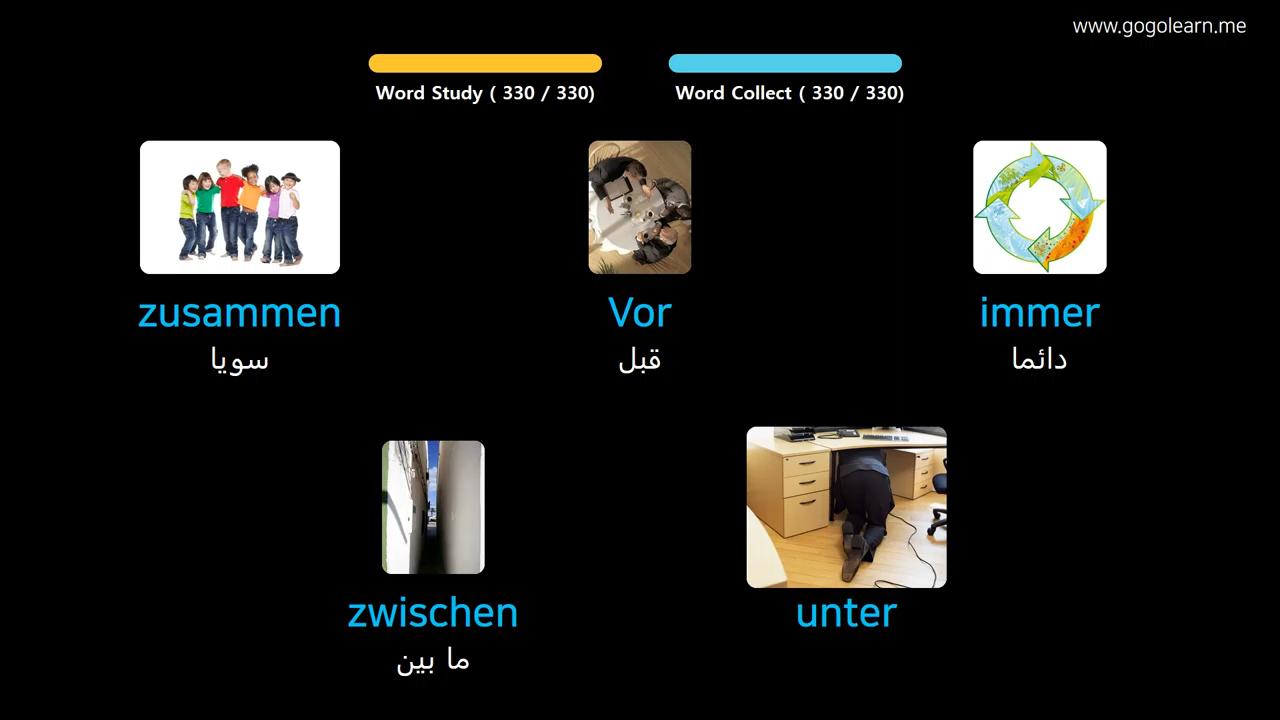 www.gogolearn.me
Word Study ( 330 / 330)
Word Collect ( 330 / 330)
zusammen
سويا
Vor
قبل
immer
دائما
zwischen
ما بين
unter